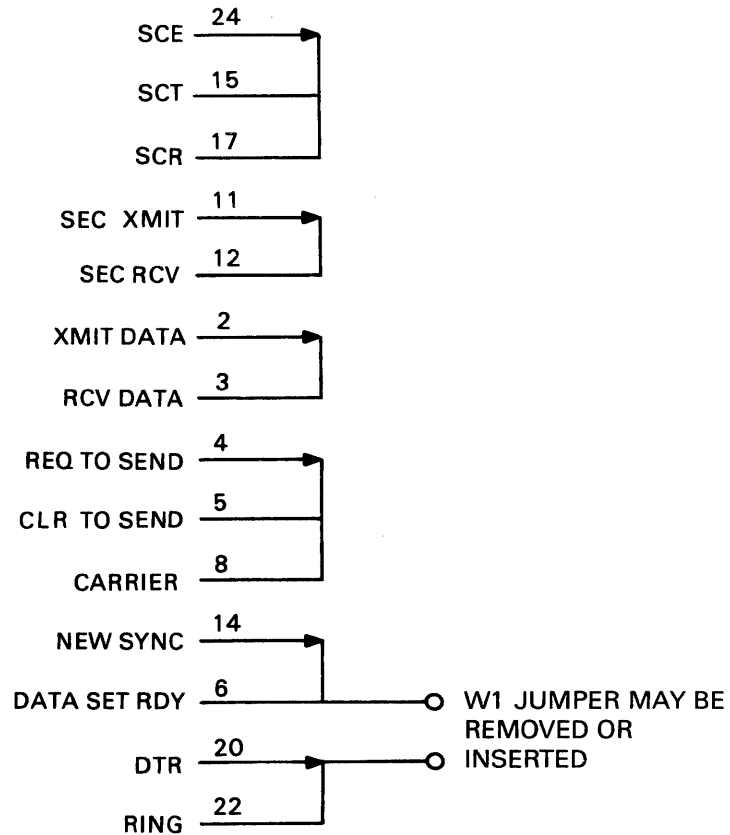 SCE 24
SCT 15
SCR 17
SEC XMIT 11
SEC RCV 12
XMIT DATA 2
RCV DATA 3
REQ TO SEND 4
CLR TO SEND 5
CARRIER 8
NEW SYNC 14
DATA SET RDY 6
W1 JUMPER MAY BE
REMOVED OR
INSERTED
DTR 20
RING 22